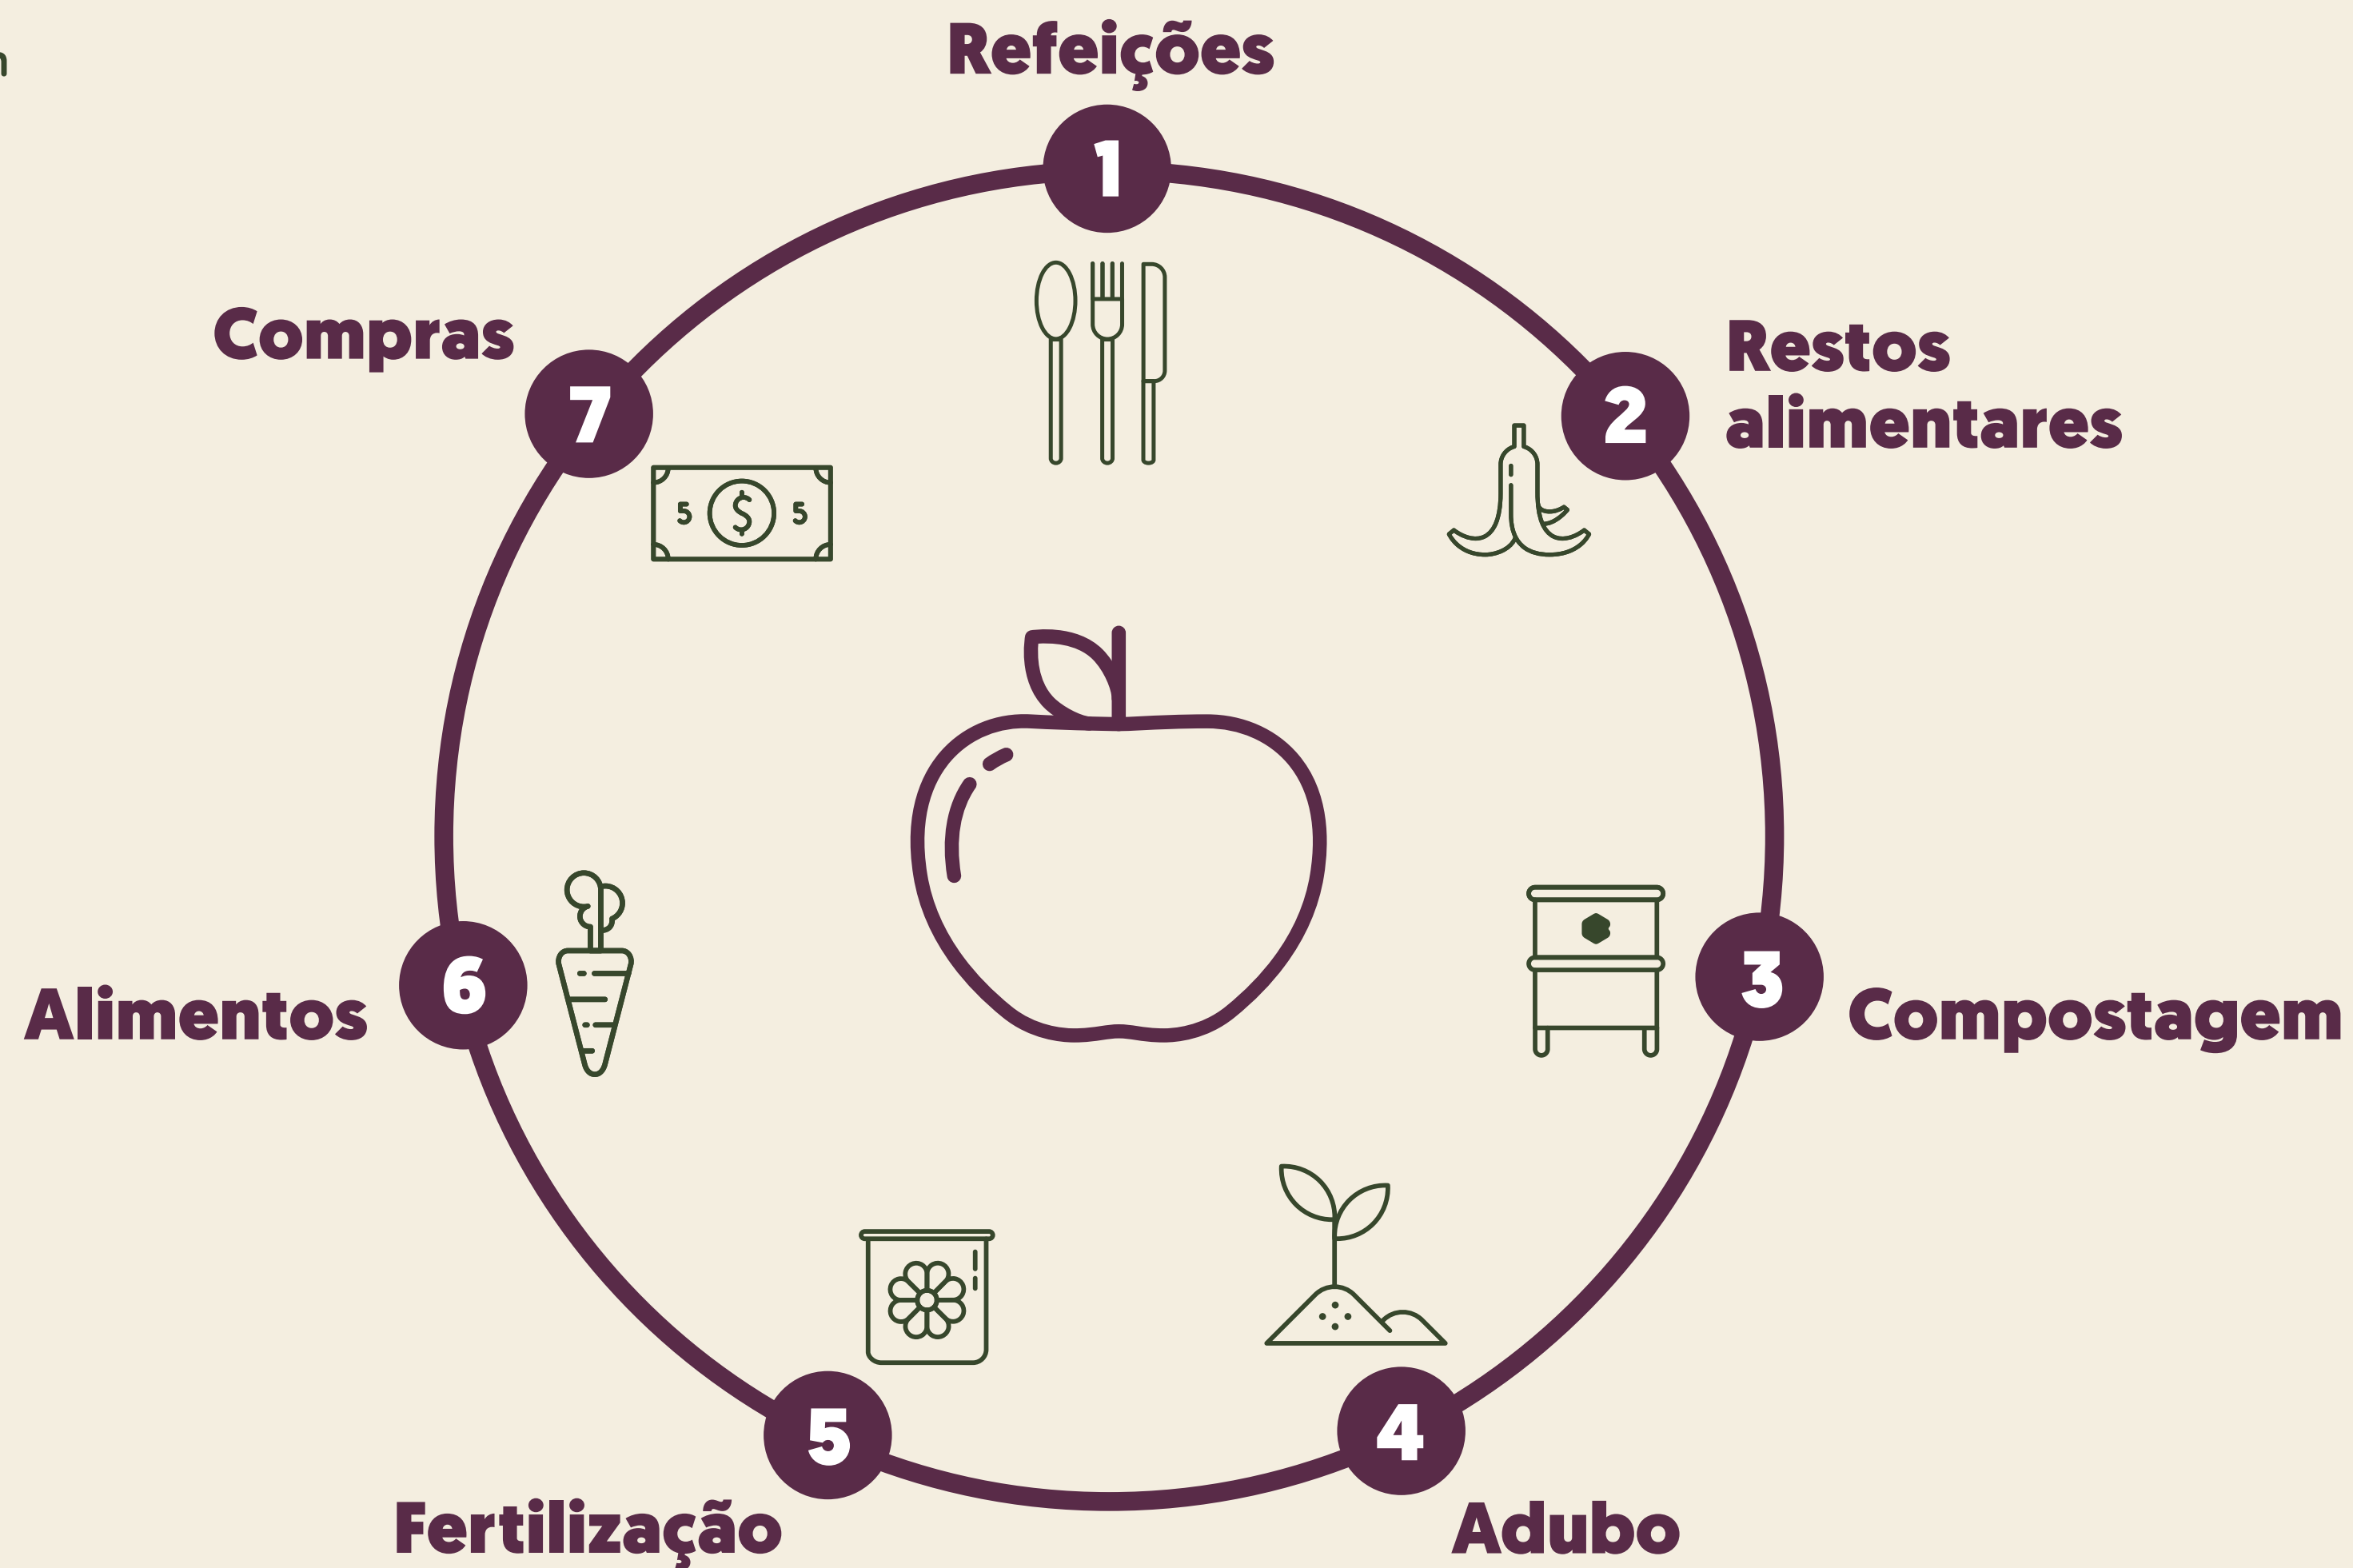 Refeições
1
Compras
7
2
Restos
alimentares
5 $ 5
Alimentos
6
3
Compostagem
5
4
Fertilização
Adubo